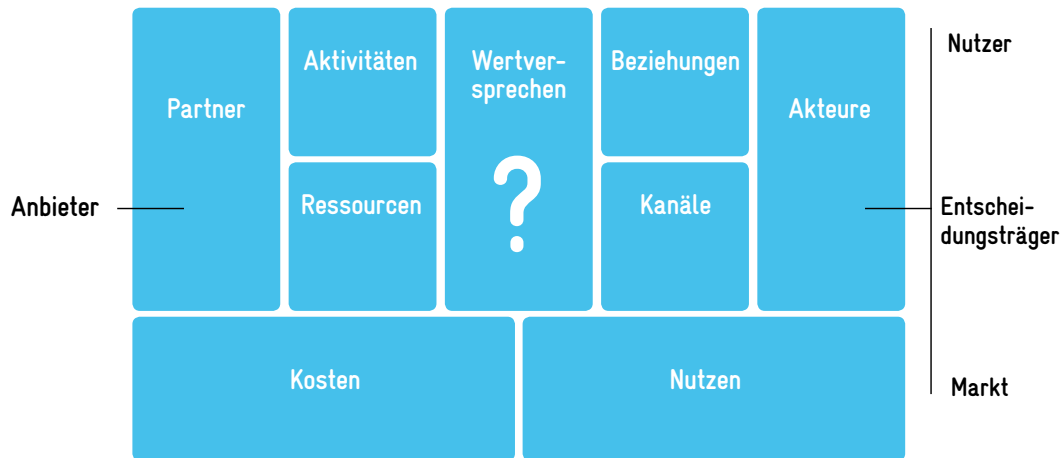 Partner
Aktivitäten
Wertver-
sprechen
Beziehungen
Akteure
Nutzer
Anbieter
Ressourcen
?
Kanäle
Entschei-
dungsträger
Kosten
Nutzen
Markt